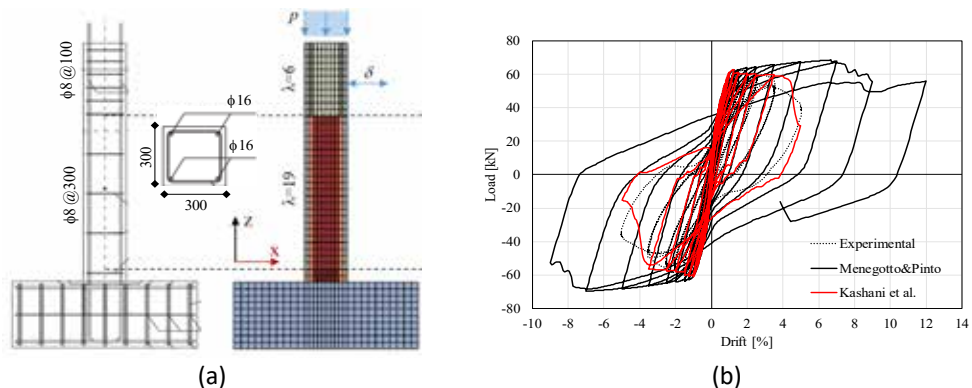 p
δ
ϕ8@100
λ=6
ϕ16
ϕ16
300
300
ϕ8@300
λ=19
Z
X
(a)
80
60
40
20
0
-20
-40
-60
-80
Load [kN]
Experimental
Menegotto&Pinto
Kashani et al.
-10 -8 -6 -4 -2 0 2 4 6 8 10 12 14
Drift [%]
(b)